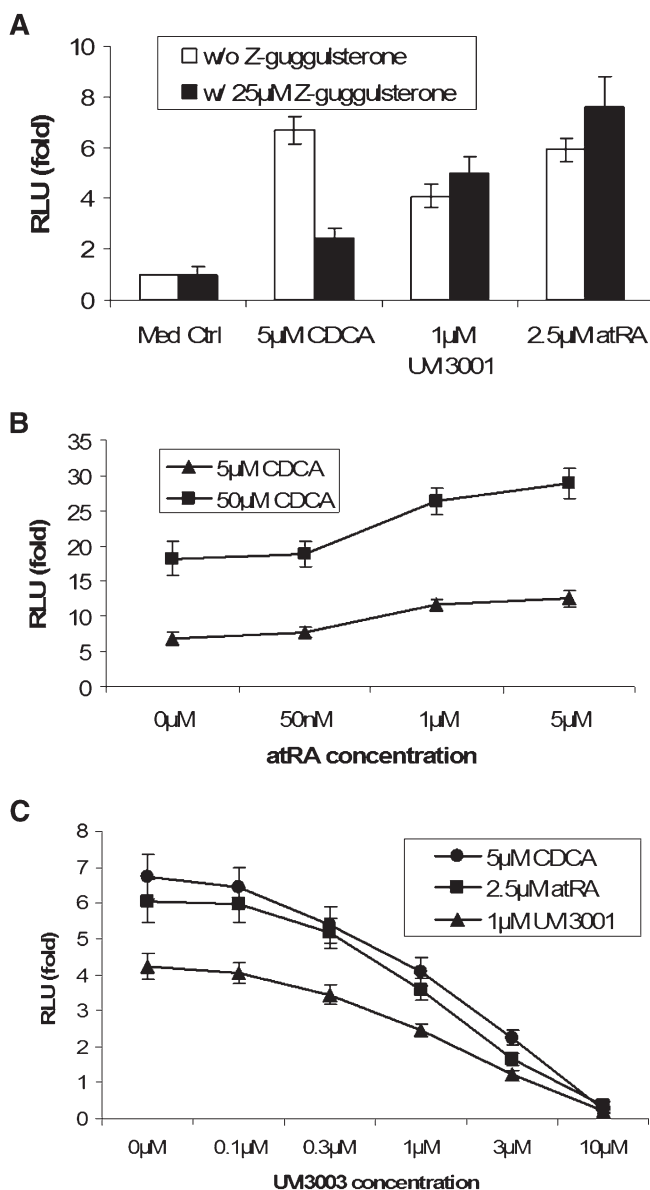 A
w/o Z-guggulsterone
w/ 25µM Z-guggulsterone
RLU (fold)
10
8
6
4
2
0
Med Ctrl
5µM CDCA
1µM
UVI3001
2.5µM atRA
B
5µM CDCA
50µM CDCA
RLU (fold)
35
30
25
20
15
10
5
0
0µM
50nM
1µM
5µM
atRA concentration
C
5µM CDCA
2.5µM atRA
1µM UVI3001
RLU (fold)
8
7
6
5
4
3
2
1
0
0µM
0.1µM
0.3µM
1µM
3µM
10µM
UVI3003 concentration